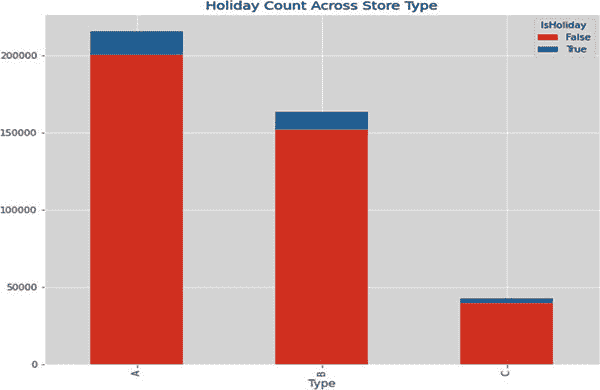 Holiday Count Across Store Type
IsHoliday
False
True
200000
150000
100000
50000
0
A
B
C
Type